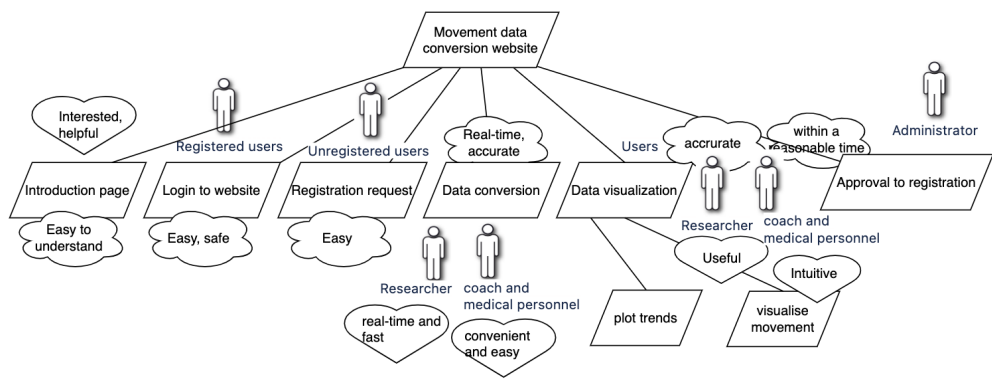 Movement data
conversion website
Interested,
helpful
Registered users
Unregistered users
Real-time,
accurate
Users
accrurate
within a
reasonable time
Administrator
Introduction page
Login to website
Registration request
Data conversion
Data visualization
Approval to registration
Easy to
understand
Easy, safe
Easy
Researcher
coach and
medical personnel
Researcher
coach and
medical personnel
Useful
Intuitive
real-time and
fast
convenient
and easy
plot trends
visualise
movement